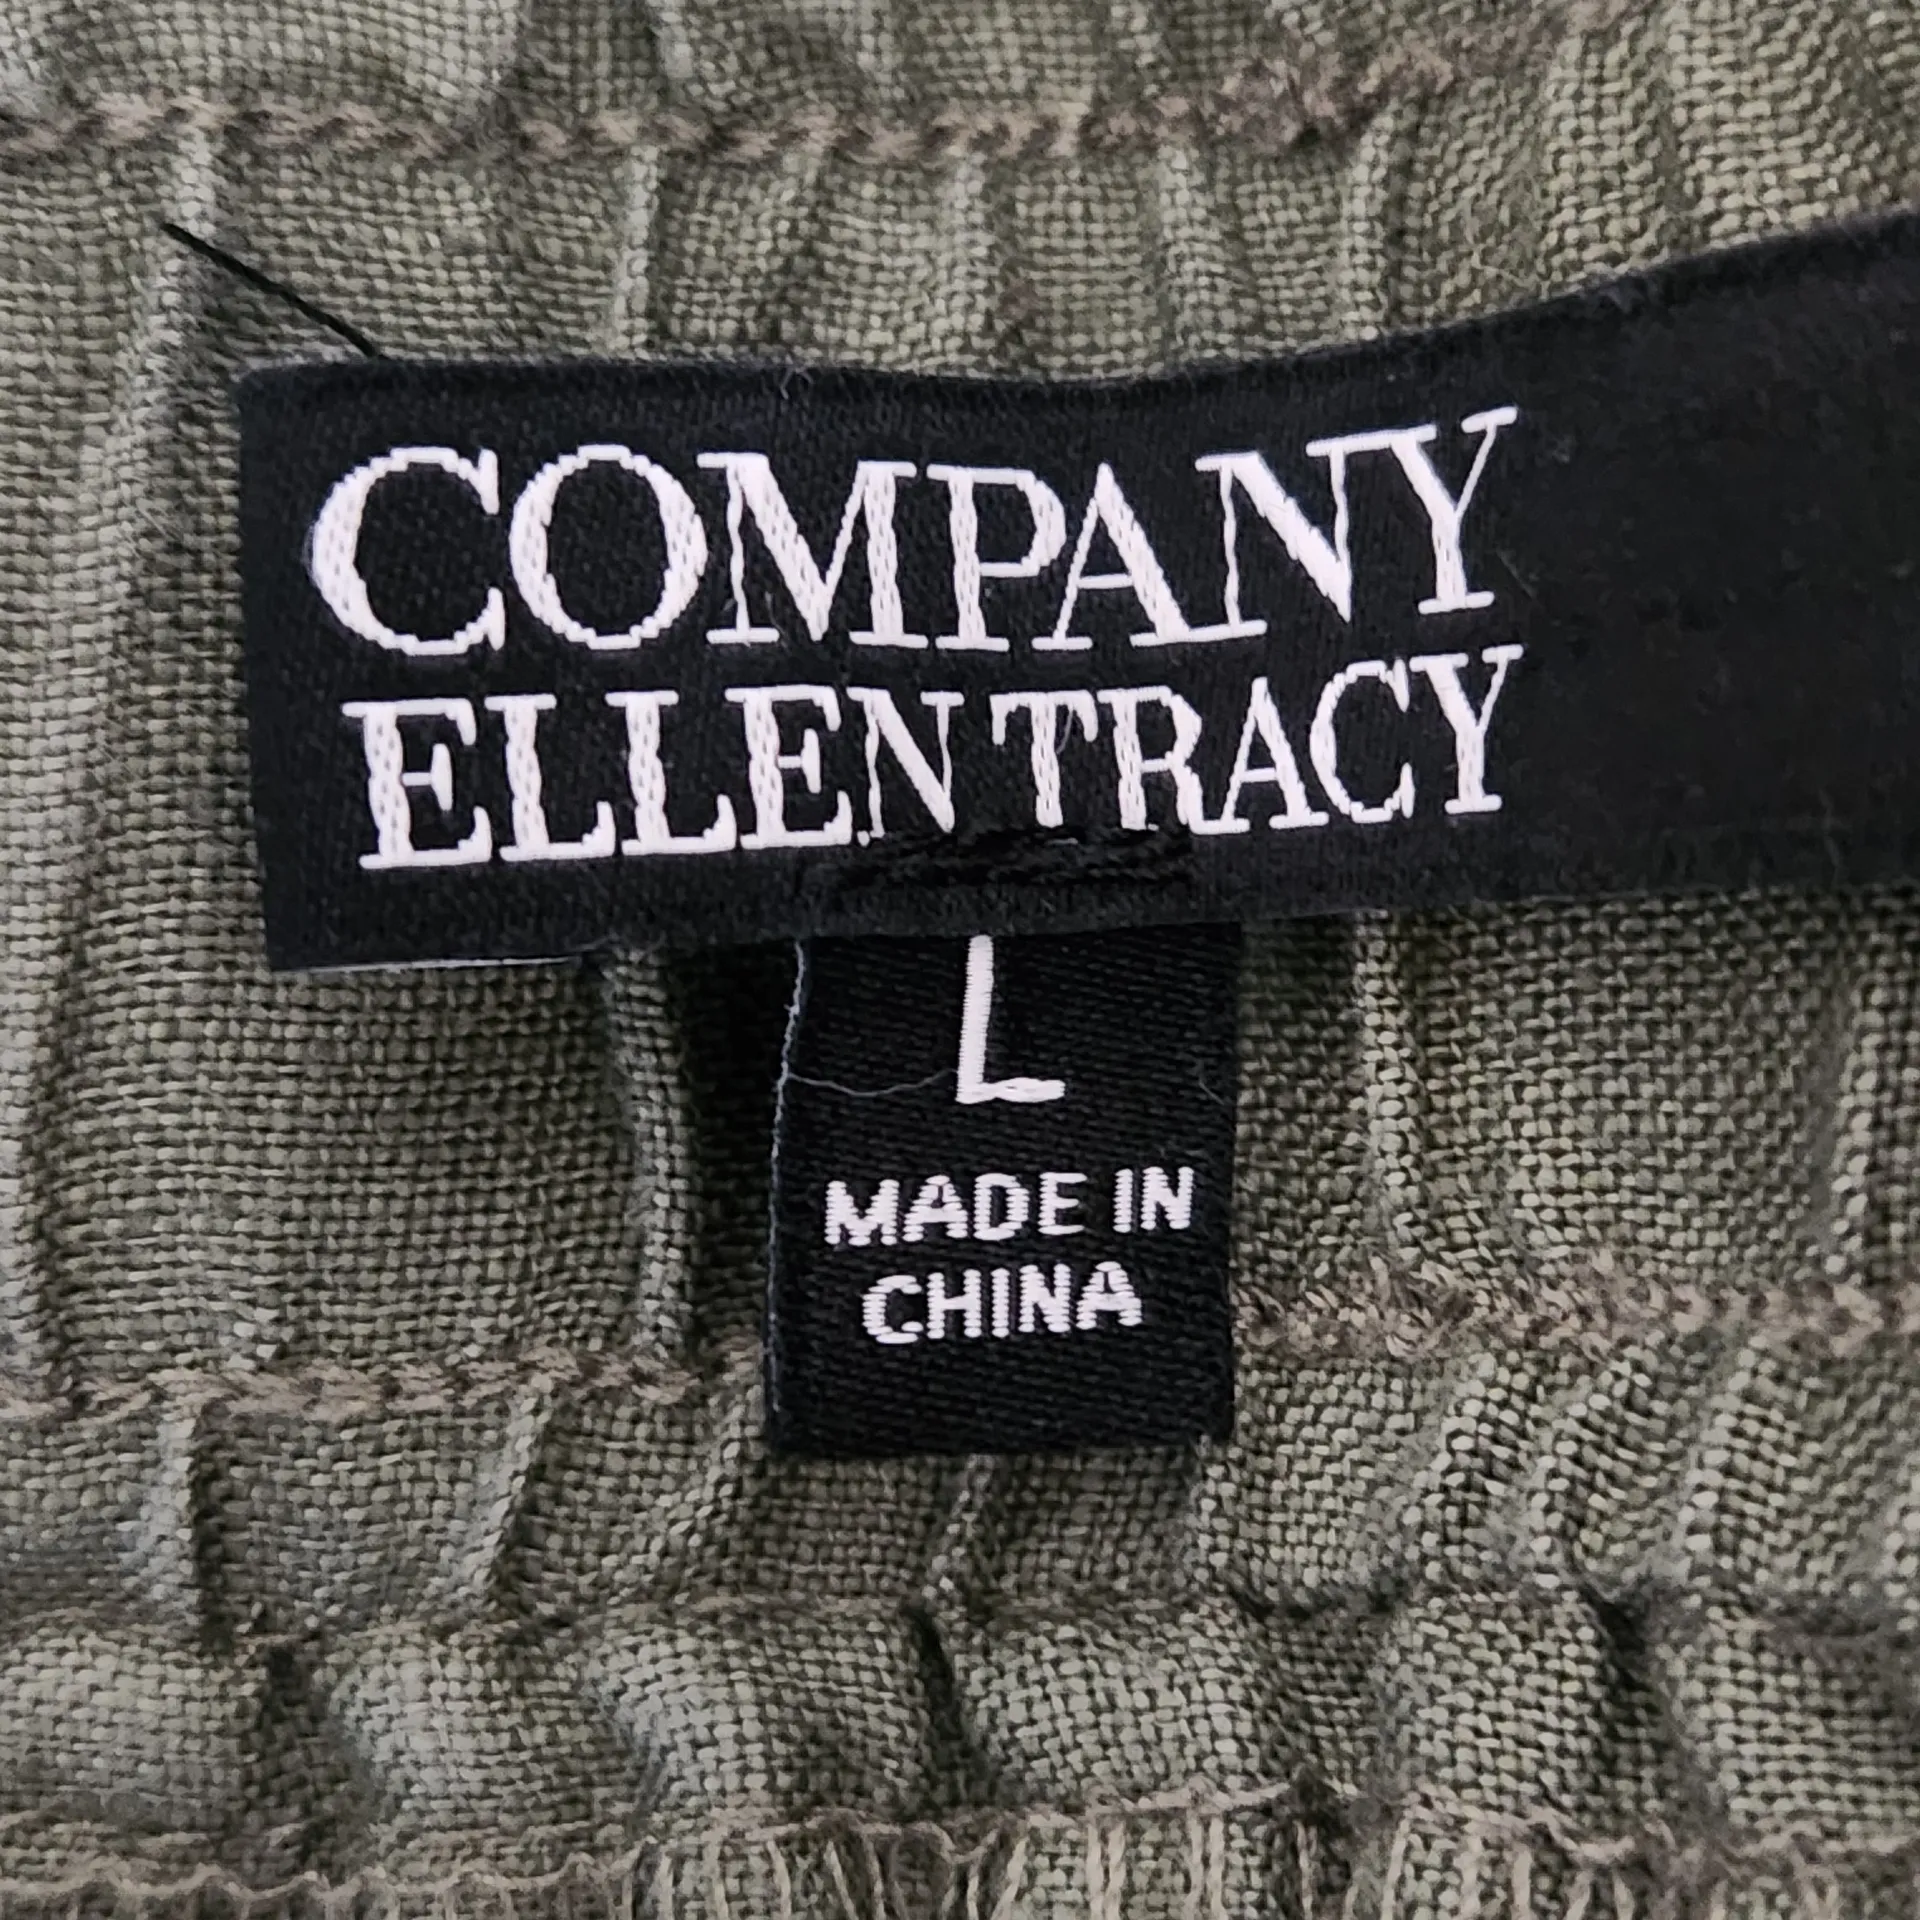 COMPANY
ELLEN TRACY
L
MADE IN
CHINA